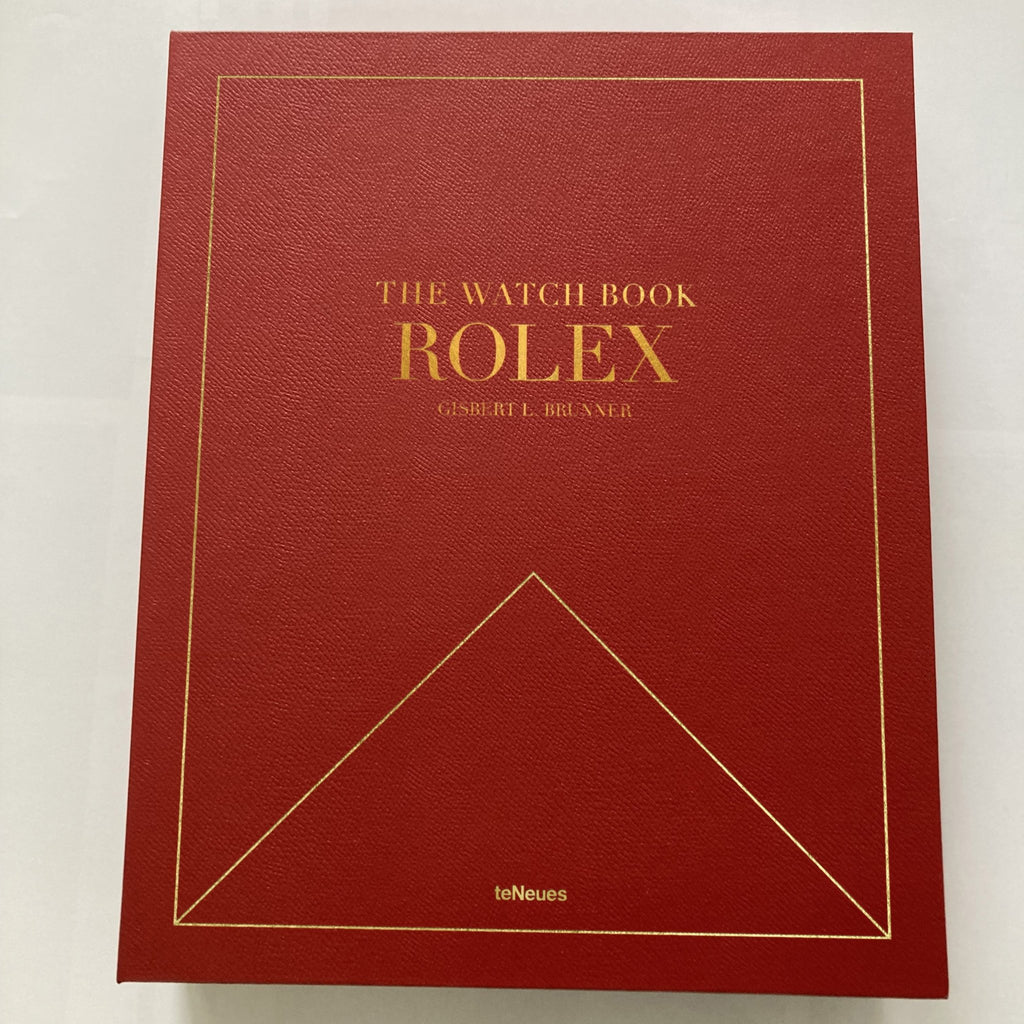 THE WATCH BOOK
ROLEX
GISBERT L. BRUNNER
teNeues